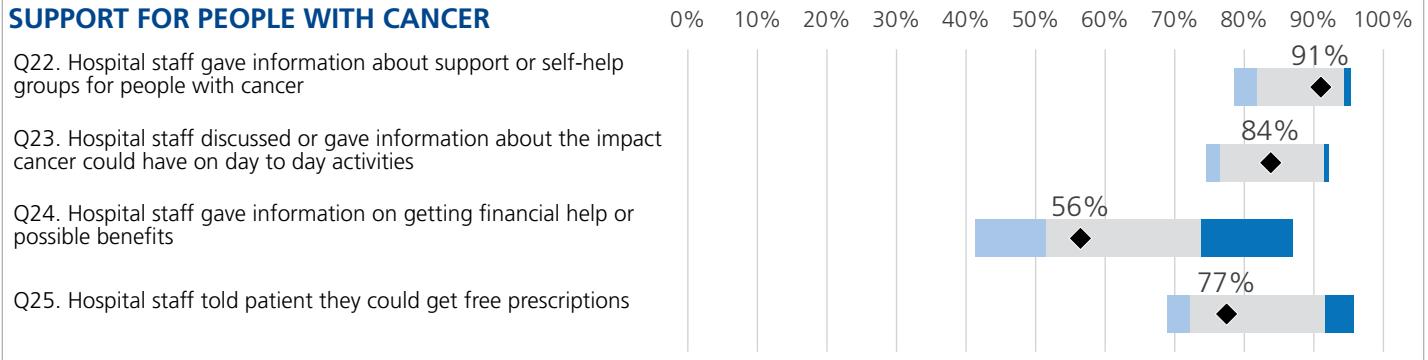 SUPPORT FOR PEOPLE WITH CANCER
0% 10% 20% 30% 40% 50% 60% 70% 80% 90% 100%
Q22. Hospital staff gave information about support or self-help
groups for people with cancer
91%
Q23. Hospital staff discussed or gave information about the impact
cancer could have on day to day activities
84%
Q24. Hospital staff gave information on getting financial help or
possible benefits
56%
Q25. Hospital staff told patient they could get free prescriptions
77%